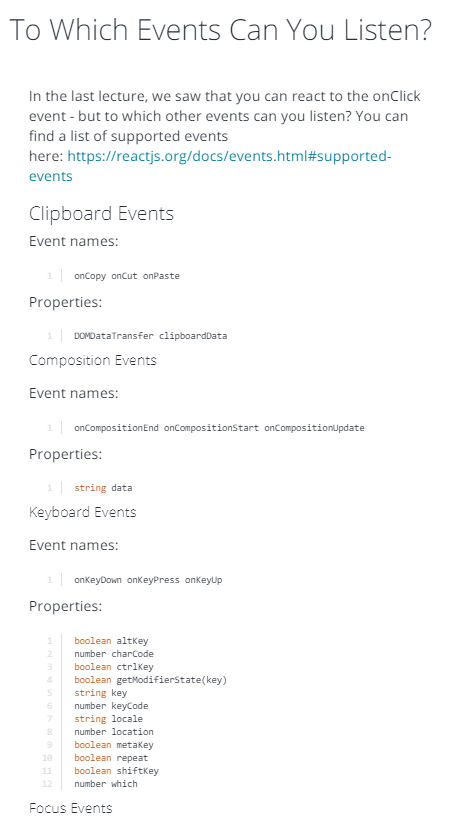 To Which Events Can You Listen?
In the last lecture, we saw that you can react to the onClick
event - but to which other events can you listen? You can
find a list of supported events
here: https://reactjs.org/docs/events.html#supported-
events
Clipboard Events
Event names:
1 onCopy onCut onPaste
Properties:
1 DOMDataTransfer clipboardData
Composition Events
Event names:
1 onCompositionEnd onCompositionStart onCompositionUpdate
Properties:
1 string data
Keyboard Events
Event names:
1 onKeyDown onKeyPress onKeyUp
Properties:
1 boolean altKey
2 number charCode
3 boolean ctrlKey
4 boolean getModifierState(key)
5 string key
6 number keyCode
7 string locale
8 number location
9 boolean metaKey
10 boolean repeat
11 boolean shiftKey
12 number which
Focus Events